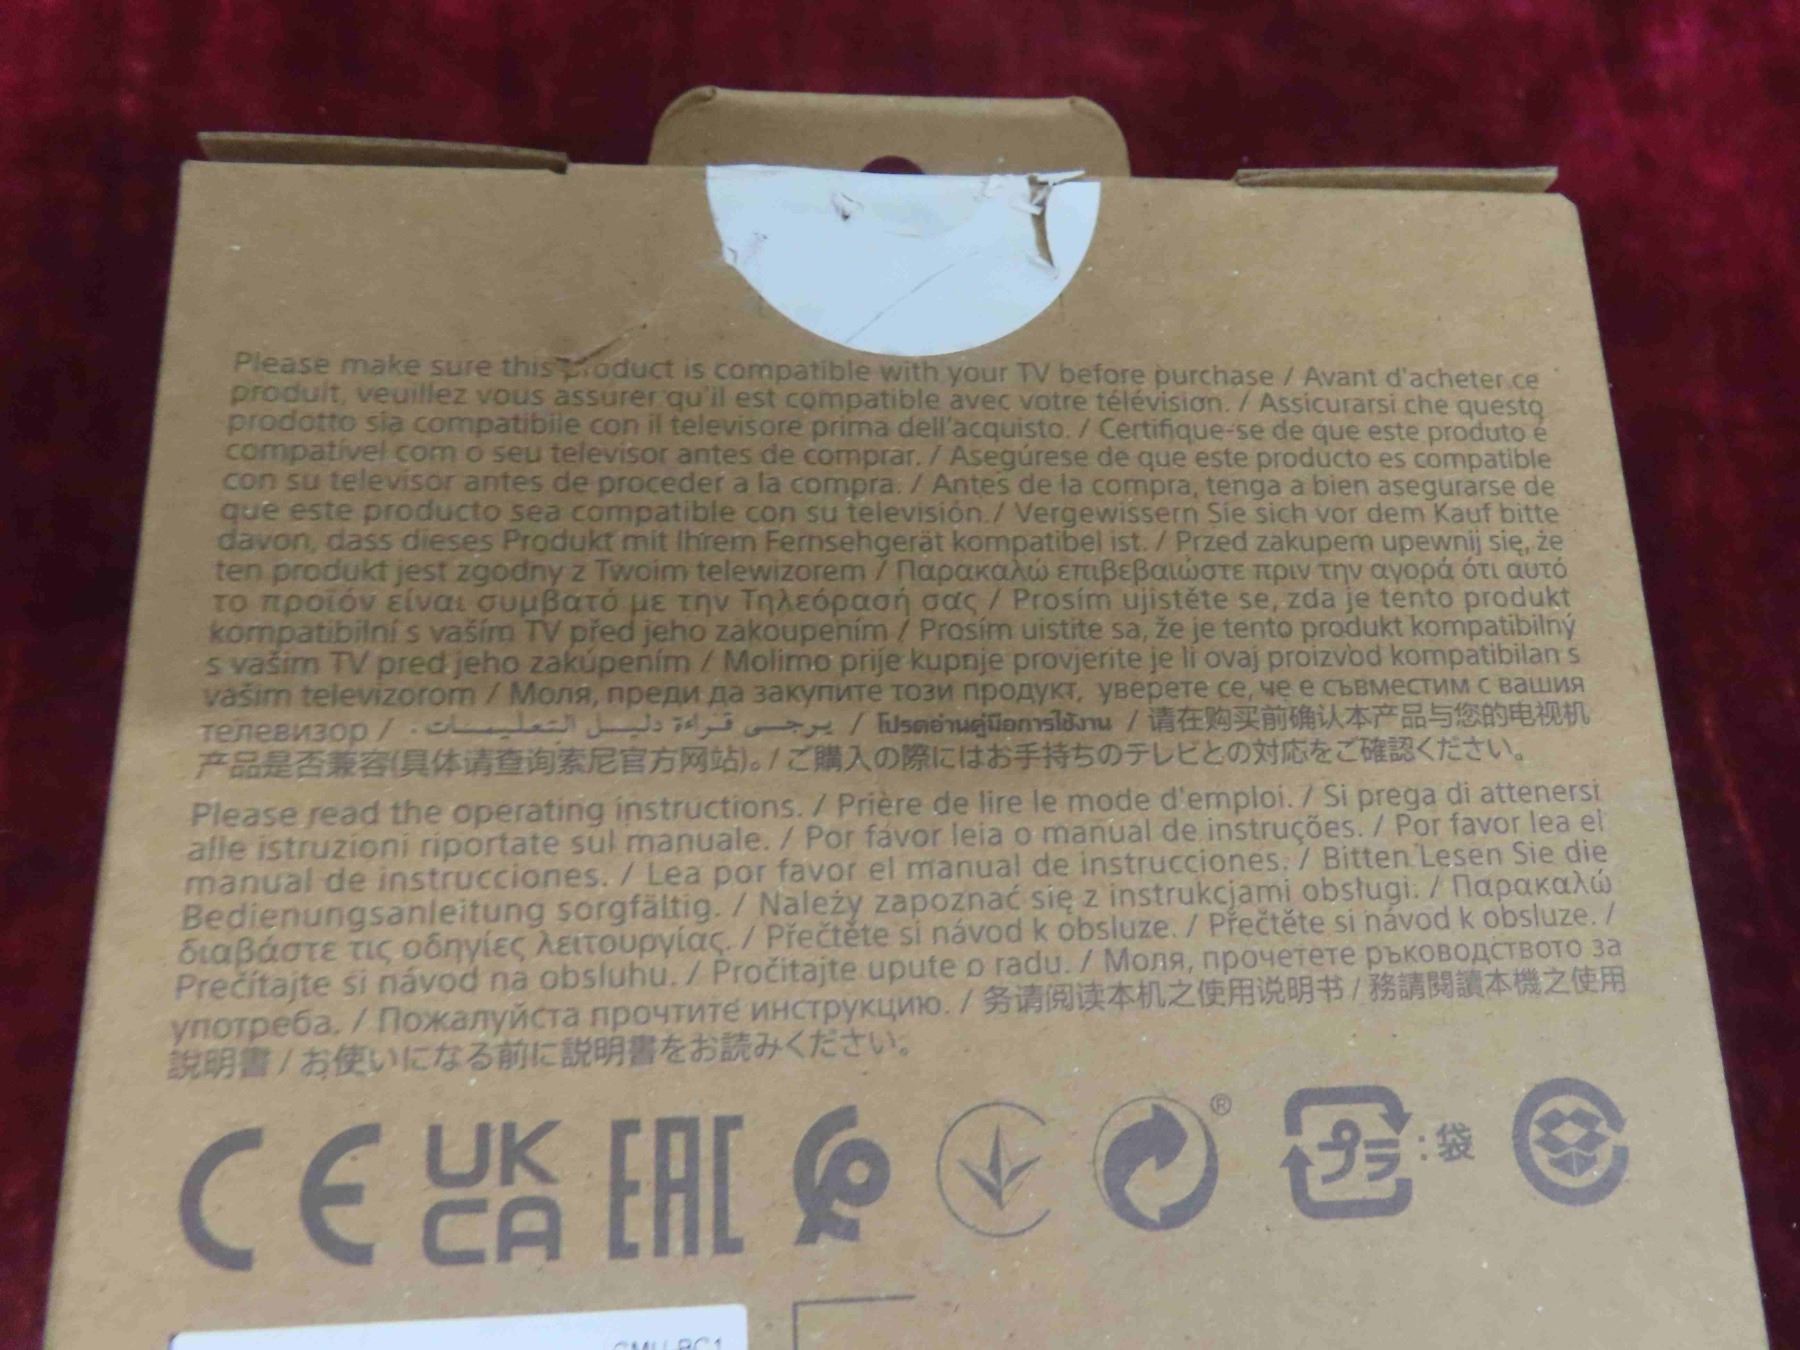 Please make sure this product is compatible with your TV before purchase / Avant d'acheter ce
produit, veuillez vous assurer qu'il est compatible avec votre télévision. / Assicurarsi che questo
prodotto sia compatibile con il televisore prima dell'acquisto. / Certifique-se de que este produto é
compatível com o seu televisor antes de comprar. / Asegúrese de que este producto es compatible
con su televisor antes de proceder a la compra. / Antes de la compra, tenga a bien asegurarse de
que este producto sea compatible con su televisión. / Vergewissern Sie sich vor dem Kauf bitte
davon, dass dieses Produkt mit Ihrem Fernsehgerät kompatibel ist. / Przed zakupem upewnij się, że
ten produkt jest zgodny z Twoim telewizorem / Παρακαλώ επιβεβαιώστε πριν την αγορά ότι αυτό
το προϊόν είναι συμβατό με την Τηλεόρασή σας / Prosím ujistěte se, zda je tento produkt
kompatibilní s vaším TV před jeho zakoupením / Prosím uistite sa, že je tento produkt kompatibilný
s vašim TV pred jeho zakúpením / Molimo prije kupnje provjerite je li ovaj proizvod kompatibilan s
vašim televizorom / Моля, преди да закупите този продукт, уверете се, че е съвместим с вашия
телевизор / يرجى قراءة دليل التعليمات. / โปรดอ่านคู่มือการใช้งาน / 请在购买前确认本产品与您的电视机
产品是否兼容(具体请查询索尼官方网站)。/ ご購入の際にはお手持ちのテレビとの対応をご確認ください。
Please read the operating instructions. / Prière de lire le mode d'emploi. / Si prega di attenersi
alle istruzioni riportate sul manuale. / Por favor leia o manual de instruções. / Por favor lea el
manual de instrucciones. / Lea por favor el manual de instrucciones. / Bitten Lesen Sie die
Bedienungsanleitung sorgfältig. / Należy zapoznać się z instrukcjami obsługi. / Παρακαλώ
διαβάστε τις οδηγίες λειτουργίας. / Přečtěte si návod k obsluze. / Přečtěte si návod k obsluze. /
Prečítajte si návod na obsluhu. / Pročitajte upute o radu. / Моля, прочетете ръководството за
употреба. / Пожалуйста прочтите инструкцию. / 务请阅读本机之使用说明书 / 務請閱讀本機之使用
說明書 / お使いになる前に説明書をお読みください。
CE UK CA EAC ® プラ : 袋